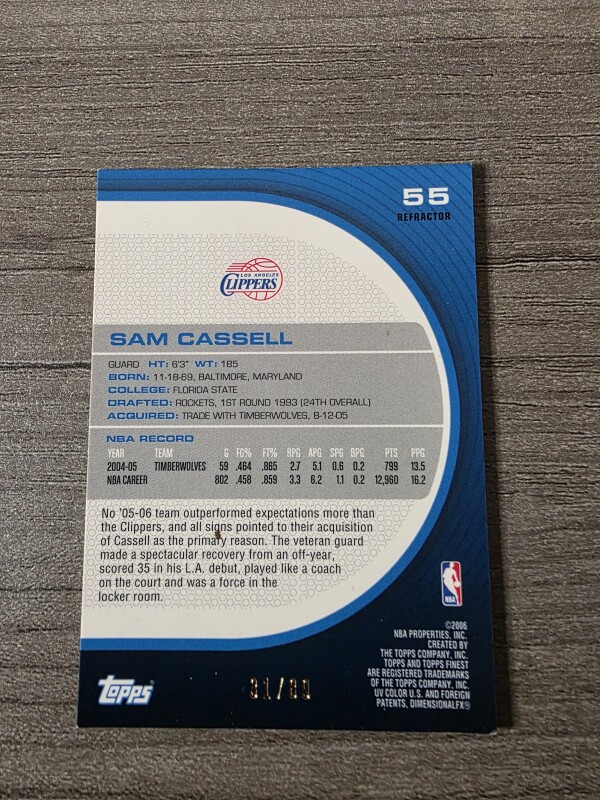 55
REFRACTOR
LOS ANGELES
CLIPPERS
SAM CASSELL
GUARD HT: 6'3" WT: 185
BORN: 11-18-69, BALTIMORE, MARYLAND
COLLEGE: FLORIDA STATE
DRAFTED: ROCKETS, 1ST ROUND 1993 (24TH OVERALL)
ACQUIRED: TRADE WITH TIMBERWOLVES, 8-12-05
NBA RECORD
YEAR TEAM G FG% FT% RPG APG SPG BPG PTS PPG
2004-05 TIMBERWOLVES 59 .464 .865 2.7 5.1 0.6 0.2 799 13.5
NBA CAREER 802 .458 .859 3.3 6.2 1.1 0.2 12,960 16.2
No '05-06 team outperformed expectations more than
the Clippers, and all signs pointed to their acquisition
of Cassell as the primary reason. The veteran guard
made a spectacular recovery from an off-year,
scored 35 in his L.A. debut, played like a coach
on the court and was a force in the
locker room.
NBA
©2006
NBA PROPERTIES, INC.
CREATED BY
THE TOPPS COMPANY, INC.
TOPPS AND TOPPS FINEST
ARE REGISTERED TRADEMARKS
OF THE TOPPS COMPANY, INC.
UV COLOR U.S. AND FOREIGN
PATENTS, DIMENSIONALFX®
topps